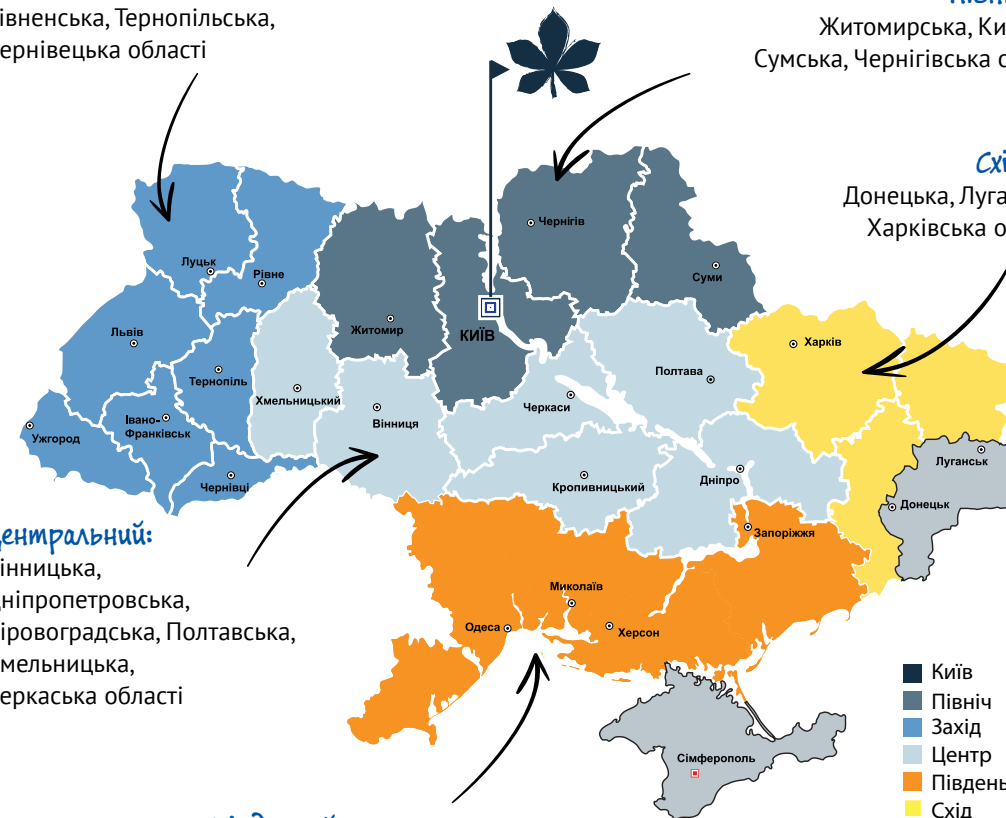 івненська, Тернопільська,
ернівецька області
Житомирська, Ки
Сумська, Чернігівська о
Схі
Донецька, Луга
Харківська о
Чернігів
Луцьк
Рівне
Суми
Львів
Житомир
КИЇВ
Харків
Тернопіль
Хмельницький
Полтава
Ужгород
Івано-
Франківськ
Вінниця
Черкаси
Чернівці
Кропивницький
Дніпро
Луганськ
Донецьк
Запоріжжя
ентральний:
інницька,
ніпропетровська,
іровоградська, Полтавська,
мельницька,
еркаська області
Миколаїв
Одеса
Херсон
Сімферополь
Київ
Північ
Захід
Центр
Південь
Схід